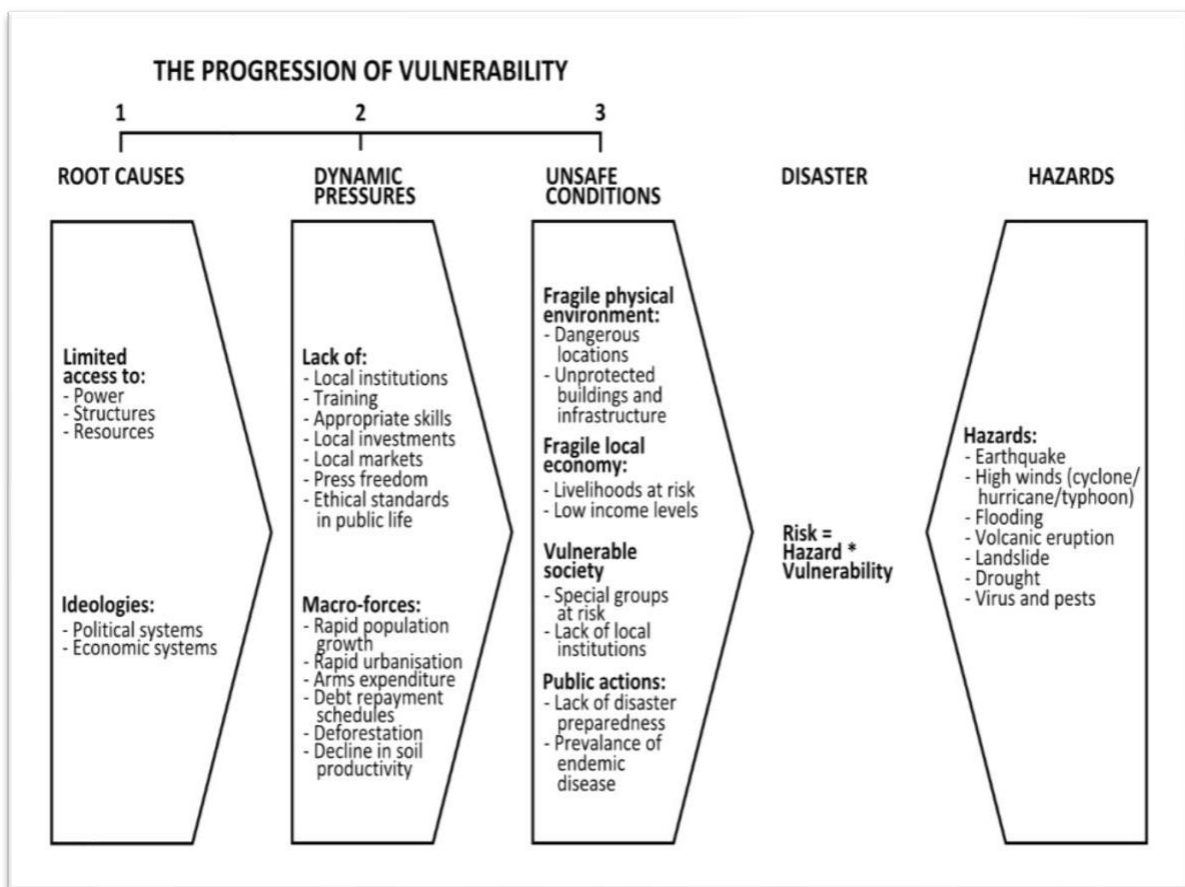 THE PROGRESSION OF VULNERABILITY
1
2
3
ROOT CAUSES
DYNAMIC
PRESSURES
UNSAFE
CONDITIONS
DISASTER
HAZARDS
Limited
access to:
- Power
- Structures
- Resources
Ideologies:
- Political systems
- Economic systems
Lack of:
- Local institutions
- Training
- Appropriate skills
- Local investments
- Local markets
- Press freedom
- Ethical standards
in public life
Macro-forces:
- Rapid population
growth
- Rapid urbanisation
- Arms expenditure
- Debt repayment
schedules
- Deforestation
- Decline in soil
productivity
Fragile physical
environment:
- Dangerous
locations
- Unprotected
buildings and
infrastructure
Fragile local
economy:
- Livelihoods at risk
- Low income levels
Vulnerable
society
- Special groups
at risk
- Lack of local
institutions
Public actions:
- Lack of disaster
preparedness
- Prevalance of
endemic
disease
Risk =
Hazard *
Vulnerability
Hazards:
- Earthquake
- High winds (cyclone/
hurricane/typhoon)
- Flooding
- Volcanic eruption
- Landslide
- Drought
- Virus and pests